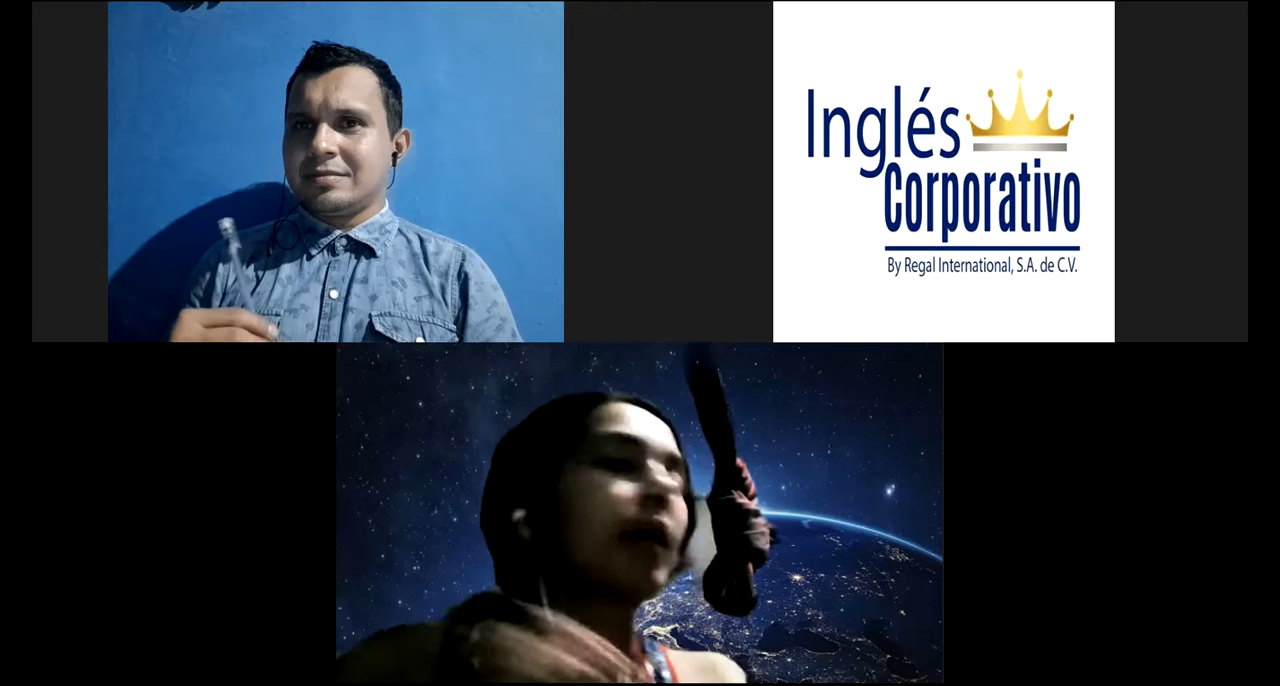 Inglés
Corporativo
By Regal International, S.A. de C.V.